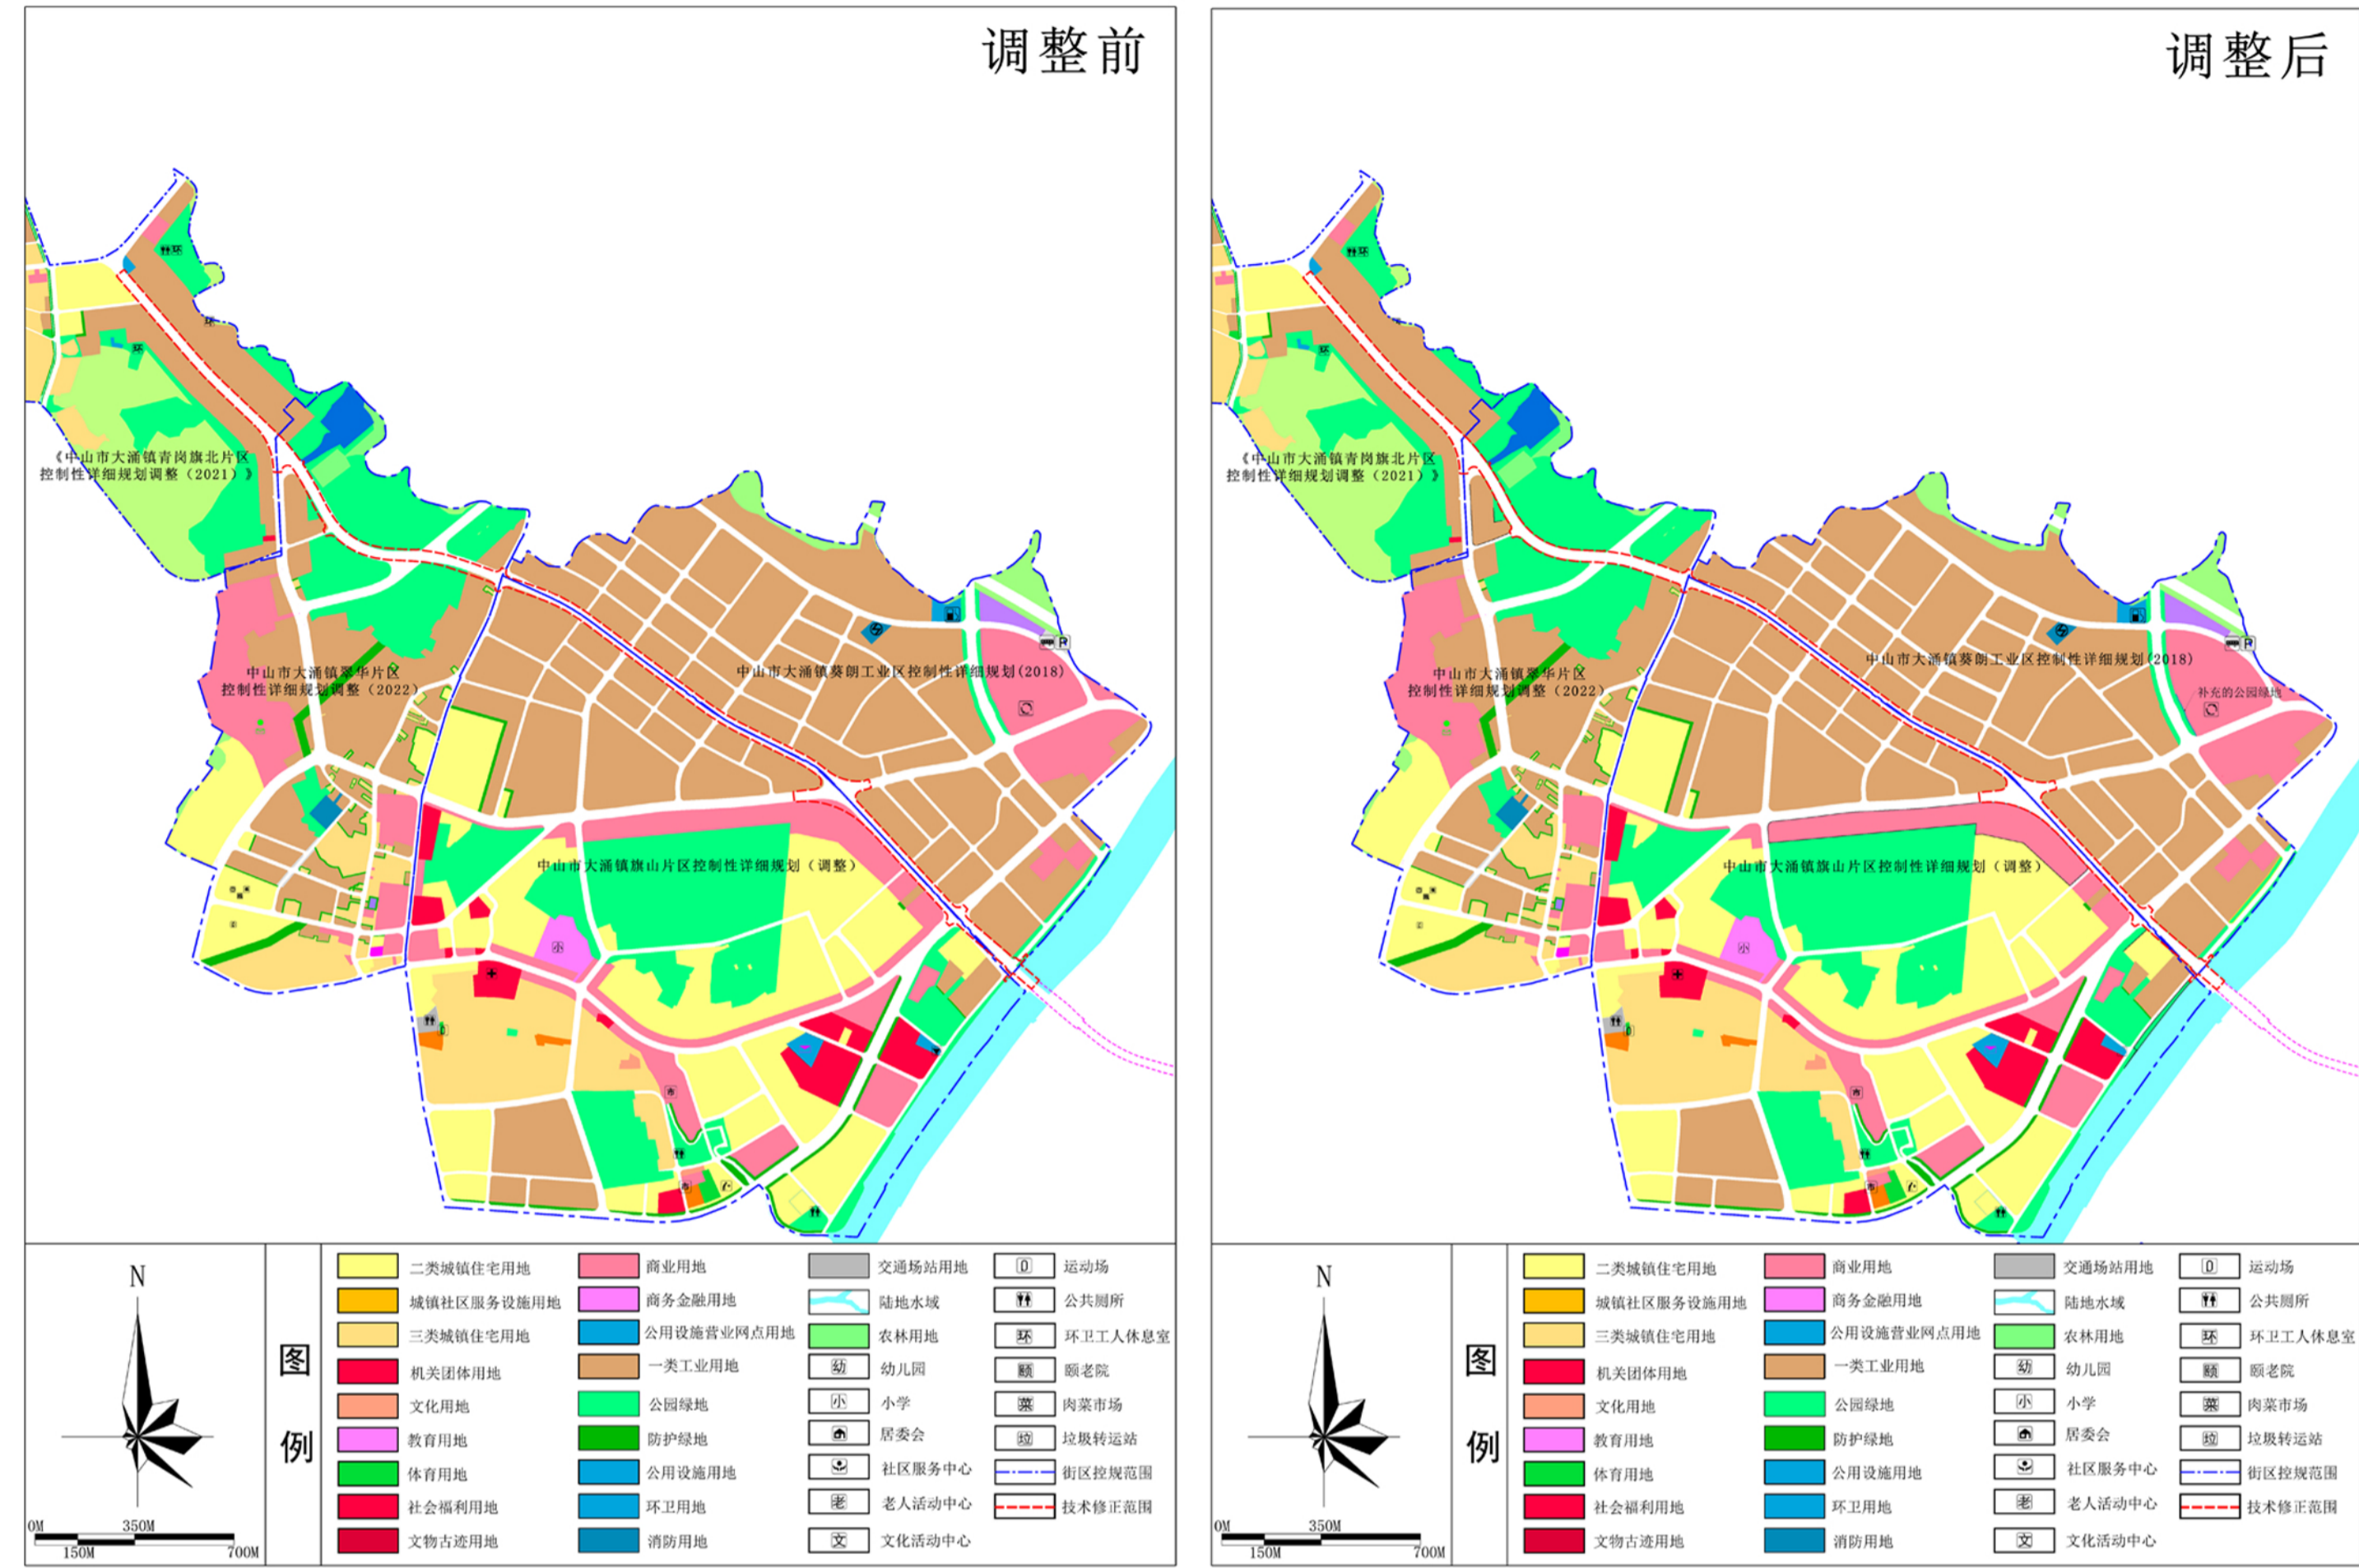 调整前
《中山市大涌镇青岗旗北片区
控制性详细规划调整（2021）》
中山市大涌镇翠华片区
控制性详细规划调整（2022）
中山市大涌镇葵朗工业区控制性详细规划(2018)
中山市大涌镇旗山片区控制性详细规划（调整）
环
环
P
小
市
市
N
0M
350M
150M
700M
图
例
二类城镇住宅用地
城镇社区服务设施用地
三类城镇住宅用地
机关团体用地
文化用地
教育用地
体育用地
社会福利用地
文物古迹用地
商业用地
商务金融用地
公用设施营业网点用地
一类工业用地
公园绿地
防护绿地
公用设施用地
环卫用地
消防用地
交通场站用地
陆地水域
农林用地
幼 幼儿园
小 小学
居委会
社区服务中心
老 老人活动中心
文 文化活动中心
运动场
公共厕所
环 环卫工人休息室
颐 颐老院
菜 肉菜市场
垃 垃圾转运站
街区控规范围
技术修正范围
调整后
《中山市大涌镇青岗旗北片区
控制性详细规划调整（2021）》
中山市大涌镇翠华片区
控制性详细规划调整（2022）
中山市大涌镇葵朗工业区控制性详细规划(2018)
补充的公园绿地
中山市大涌镇旗山片区控制性详细规划（调整）
环
环
P
小
市
市
N
0M
350M
150M
700M
图
例
二类城镇住宅用地
城镇社区服务设施用地
三类城镇住宅用地
机关团体用地
文化用地
教育用地
体育用地
社会福利用地
文物古迹用地
商业用地
商务金融用地
公用设施营业网点用地
一类工业用地
公园绿地
防护绿地
公用设施用地
环卫用地
消防用地
交通场站用地
陆地水域
农林用地
幼 幼儿园
小 小学
居委会
社区服务中心
老 老人活动中心
文 文化活动中心
运动场
公共厕所
环 环卫工人休息室
颐 颐老院
菜 肉菜市场
垃 垃圾转运站
街区控规范围
技术修正范围